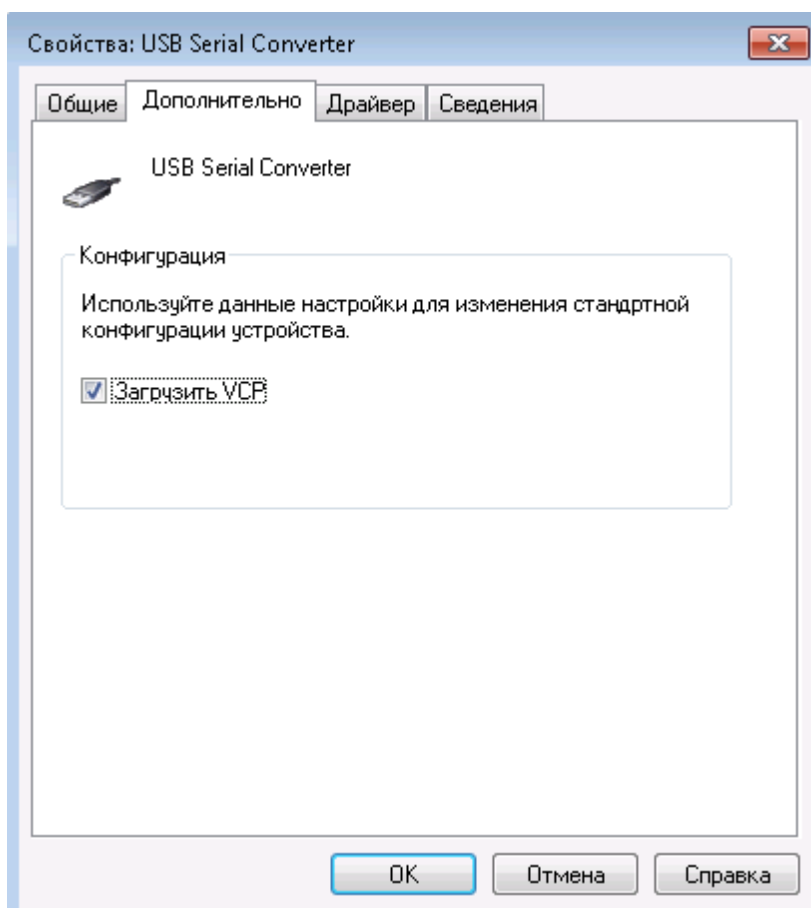 Свойства: USB Serial Converter
Общие Дополнительно Драйвер Сведения
USB Serial Converter
Конфигурация
Используйте данные настройки для изменения стандртной
конфигурации устройства.
Загрузить VCP
OK Отмена Справка